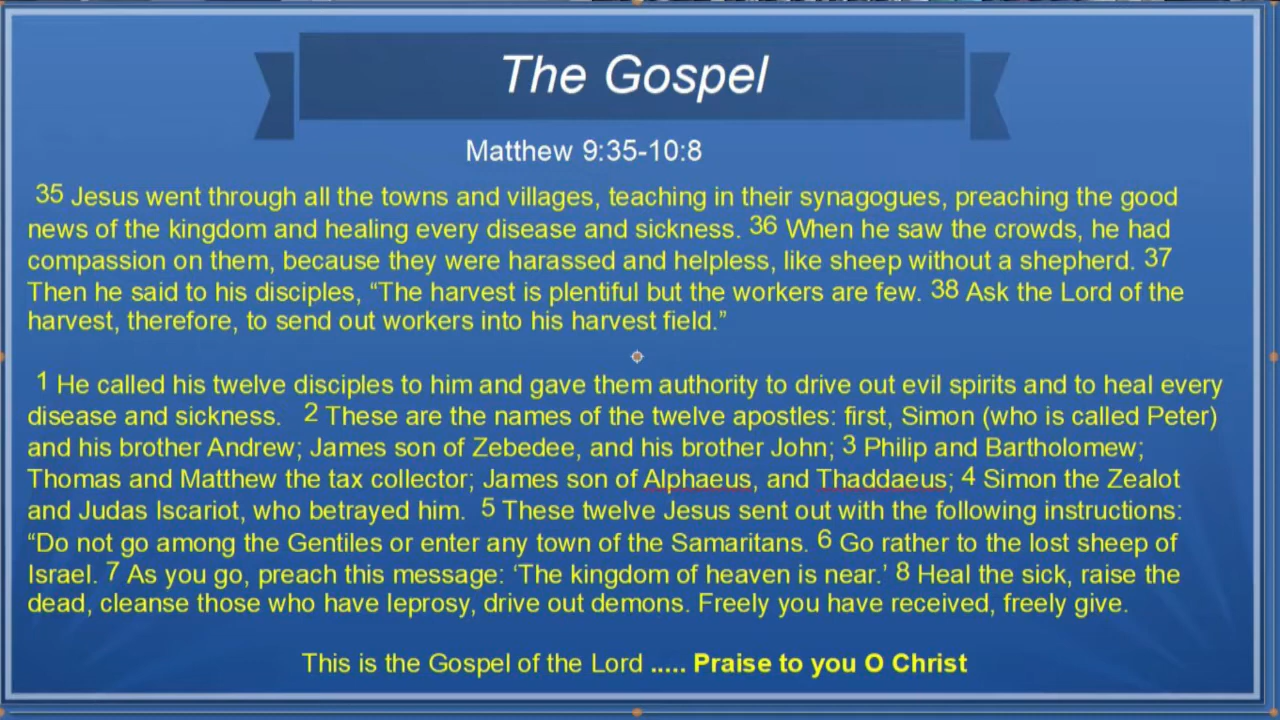 The Gospel
Matthew 9:35-10:8
35 Jesus went through all the towns and villages, teaching in their synagogues, preaching the good
news of the kingdom and healing every disease and sickness. 36 When he saw the crowds, he had
compassion on them, because they were harassed and helpless, like sheep without a shepherd. 37
Then he said to his disciples, “The harvest is plentiful but the workers are few. 38 Ask the Lord of the
harvest, therefore, to send out workers into his harvest field.”
1 He called his twelve disciples to him and gave them authority to drive out evil spirits and to heal every
disease and sickness. 2 These are the names of the twelve apostles: first, Simon (who is called Peter)
and his brother Andrew; James son of Zebedee, and his brother John; 3 Philip and Bartholomew;
Thomas and Matthew the tax collector; James son of Alphaeus, and Thaddaeus; 4 Simon the Zealot
and Judas Iscariot, who betrayed him. 5 These twelve Jesus sent out with the following instructions:
“Do not go among the Gentiles or enter any town of the Samaritans. 6 Go rather to the lost sheep of
Israel. 7 As you go, preach this message: ‘The kingdom of heaven is near.’ 8 Heal the sick, raise the
dead, cleanse those who have leprosy, drive out demons. Freely you have received, freely give.
This is the Gospel of the Lord ..... Praise to you O Christ